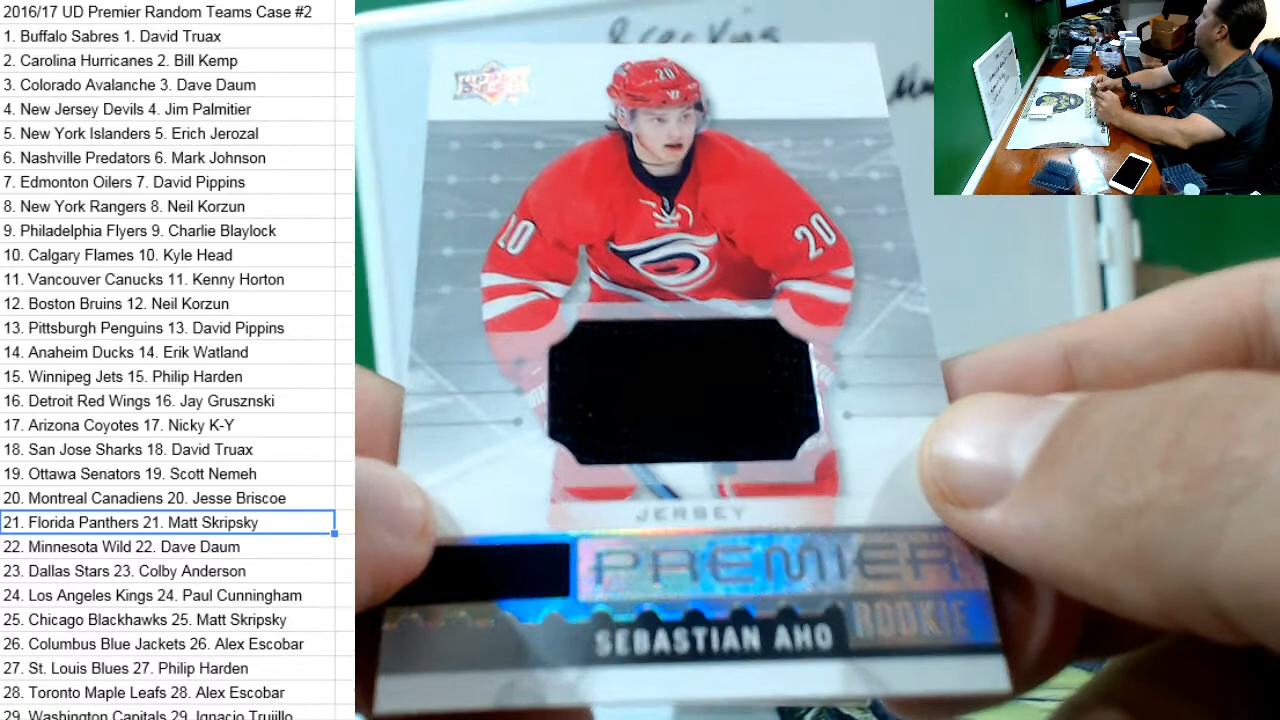 2016/17 UD Premier Random Teams Case #2
1. Buffalo Sabres 1. David Truax
2. Carolina Hurricanes 2. Bill Kemp
3. Colorado Avalanche 3. Dave Daum
4. New Jersey Devils 4. Jim Palmitier
5. New York Islanders 5. Erich Jerozal
6. Nashville Predators 6. Mark Johnson
7. Edmonton Oilers 7. David Pippins
8. New York Rangers 8. Neil Korzun
9. Philadelphia Flyers 9. Charlie Blaylock
10. Calgary Flames 10. Kyle Head
11. Vancouver Canucks 11. Kenny Horton
12. Boston Bruins 12. Neil Korzun
13. Pittsburgh Penguins 13. David Pippins
14. Anaheim Ducks 14. Erik Watland
15. Winnipeg Jets 15. Philip Harden
16. Detroit Red Wings 16. Jay Grusznski
17. Arizona Coyotes 17. Nicky K-Y
18. San Jose Sharks 18. David Truax
19. Ottawa Senators 19. Scott Nemeh
20. Montreal Canadiens 20. Jesse Briscoe
21. Florida Panthers 21. Matt Skripsky
22. Minnesota Wild 22. Dave Daum
23. Dallas Stars 23. Colby Anderson
24. Los Angeles Kings 24. Paul Cunningham
25. Chicago Blackhawks 25. Matt Skripsky
26. Columbus Blue Jackets 26. Alex Escobar
27. St. Louis Blues 27. Philip Harden
28. Toronto Maple Leafs 28. Alex Escobar
29. Washington Capitals 29. Ignacio Trujillo
UPPER DECK
20
20
20
JERSEY
PREMIER
ROOKIE
SEBASTIAN AHO